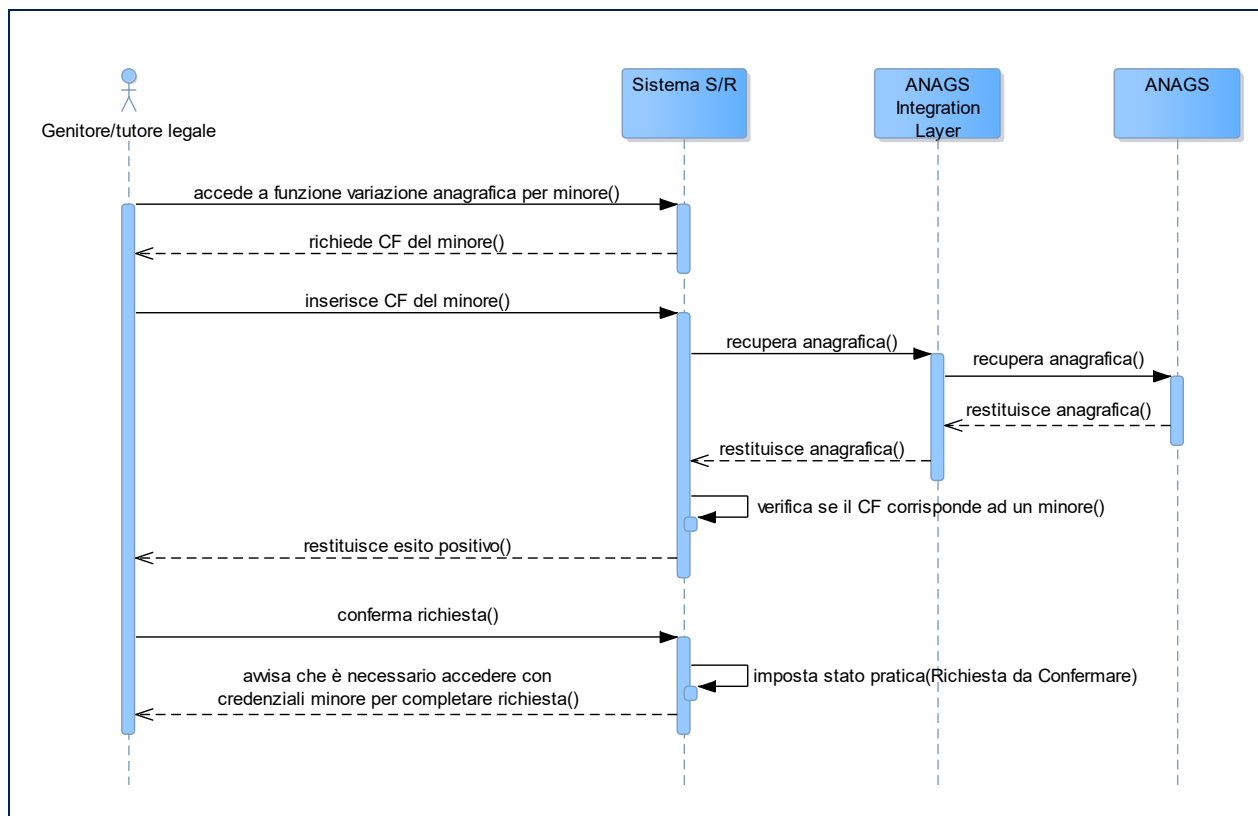 Genitore/tutore legale
Sistema S/R
ANAGS
Integration
Layer
ANAGS
accede a funzione variazione anagrafica per minore()
richiede CF del minore()
inserisce CF del minore()
recupera anagrafica()
recupera anagrafica()
restituisce anagrafica()
restituisce anagrafica()
verifica se il CF corrisponde ad un minore()
restituisce esito positivo()
conferma richiesta()
imposta stato pratica(Richiesta da Confermare)
avvisa che è necessario accedere con
credenziali minore per completare richiesta()